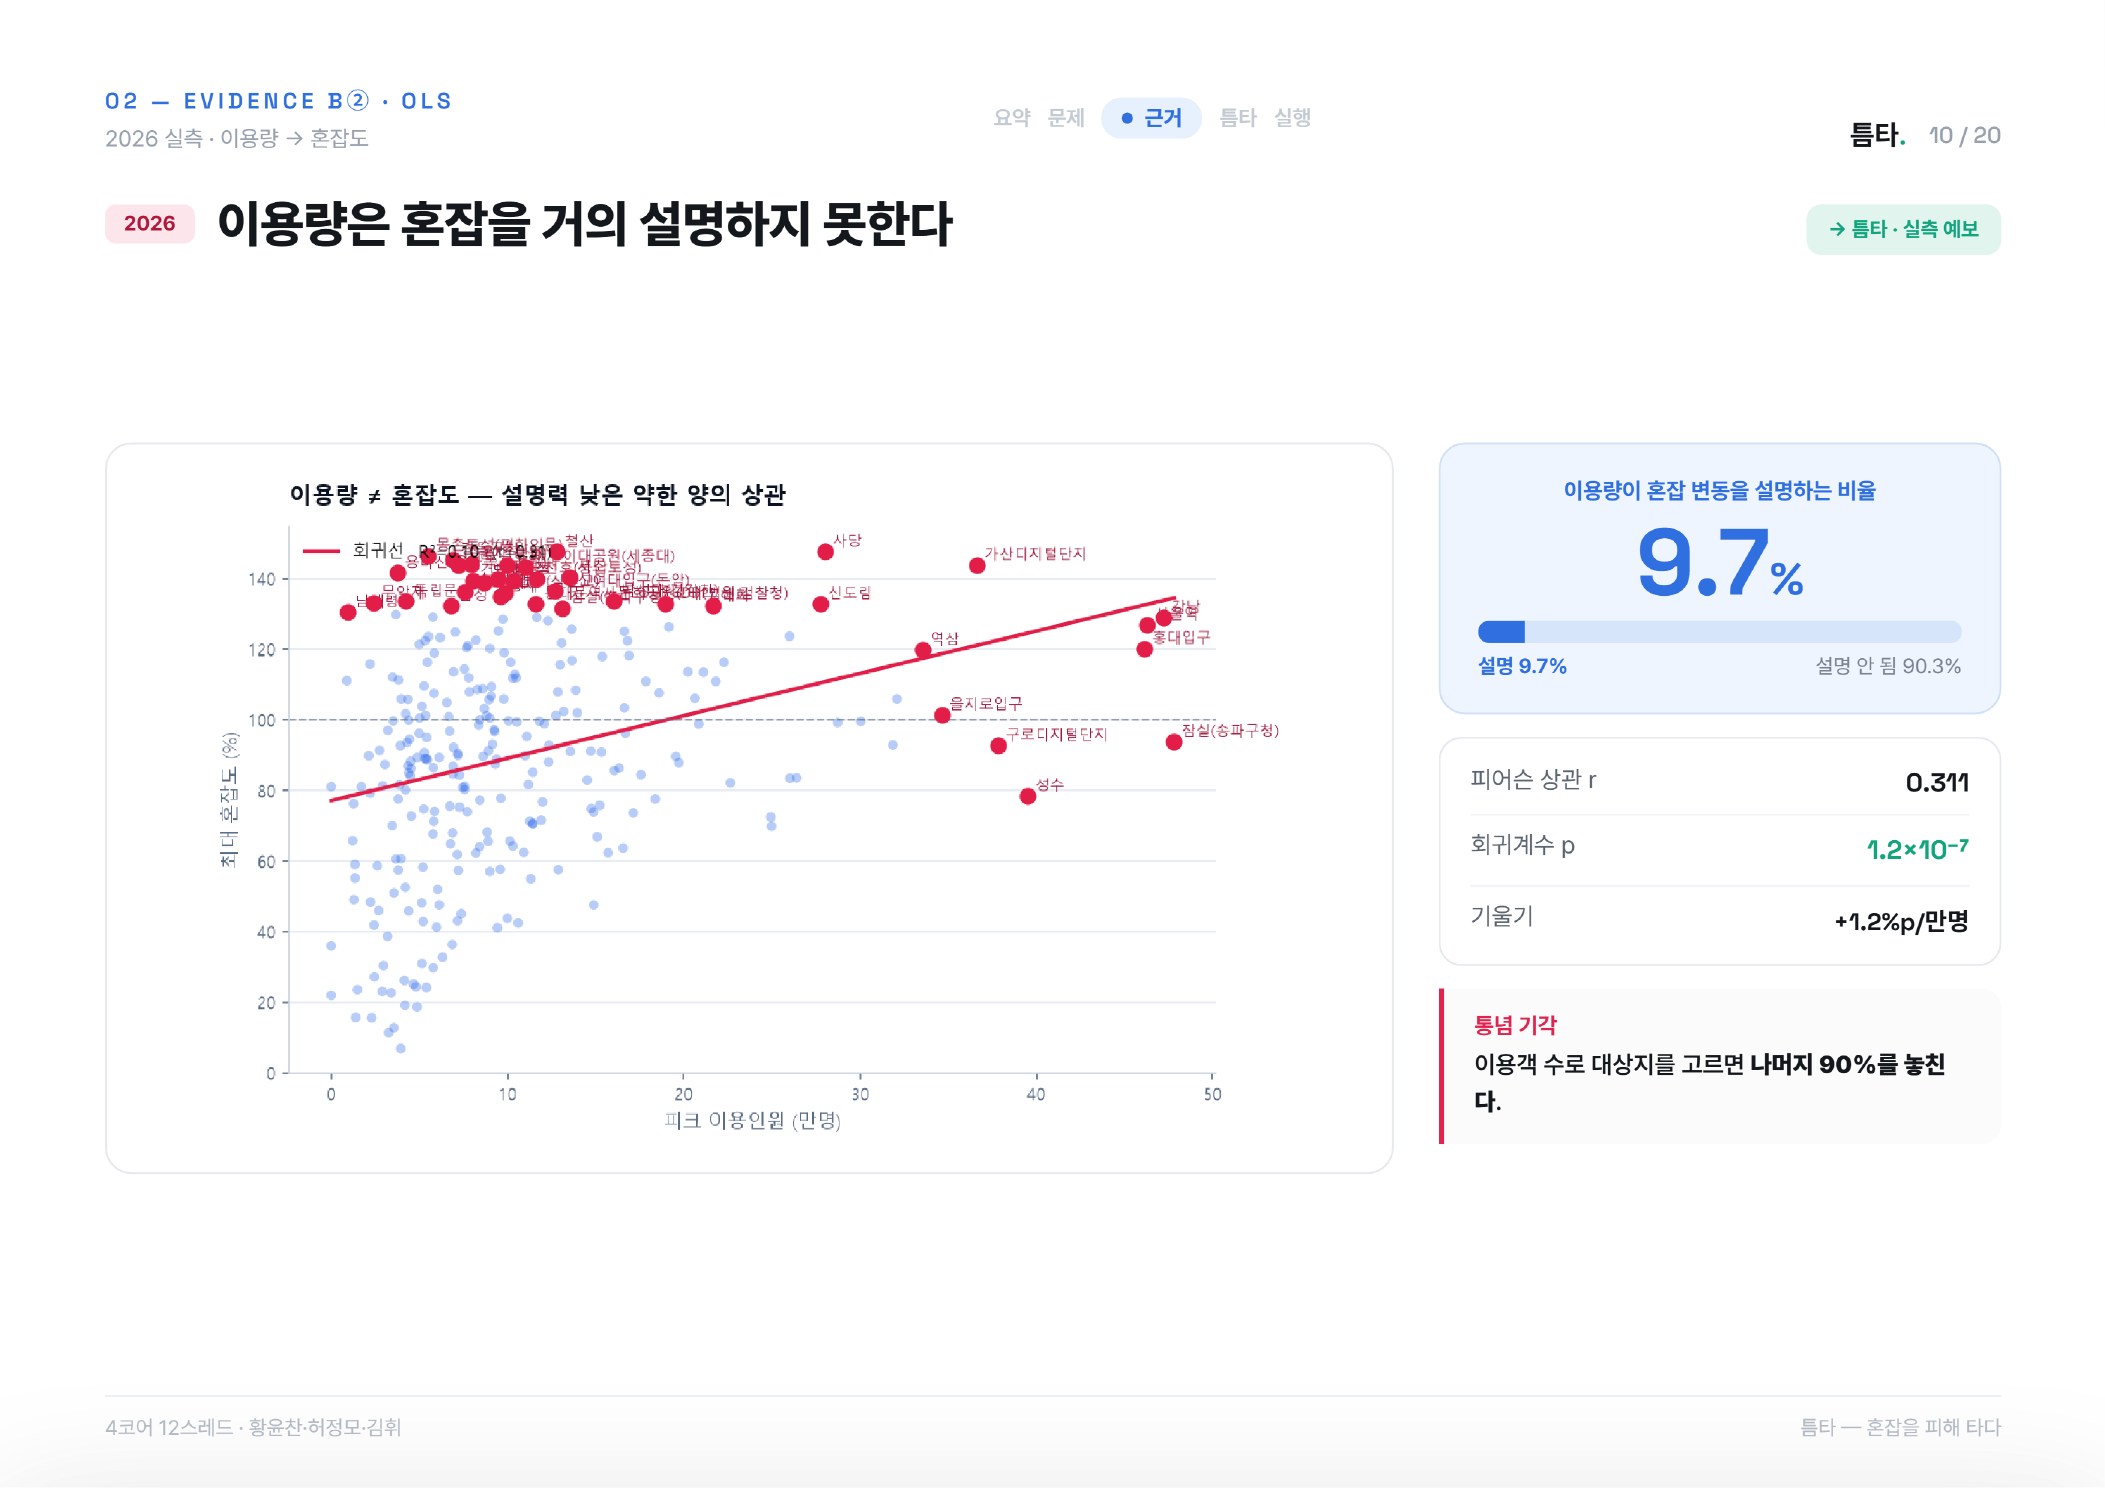 02 — EVIDENCE B② · OLS
2026 실측 · 이용량 → 혼잡도
요약 문제 근거 틈타 실행
틈타. 10 / 20
2026 이용량은 혼잡을 거의 설명하지 못한다
→ 틈타 · 실측 예보
이용량 ≠ 혼잡도 — 설명력 낮은 약한 양의 상관
회귀선
철산
사당
가산디지털단지
신도림
강남
홍대입구
역삼
을지로입구
구로디지털단지
잠실(송파구청)
성수
최대 혼잡도 (%)
140
120
100
80
60
40
20
0
0 10 20 30 40 50
피크 이용인원 (만명)
이용량이 혼잡 변동을 설명하는 비율
9.7%
설명 9.7% 설명 안 됨 90.3%
피어슨 상관 r 0.311
회귀계수 p 1.2×10⁻⁷
기울기 +1.2%p/만명
통념 기각
이용객 수로 대상지를 고르면 나머지 90%를 놓친
다.
4코어 12스레드 · 황윤찬·허정모·김휘
틈타 — 혼잡을 피해 타다